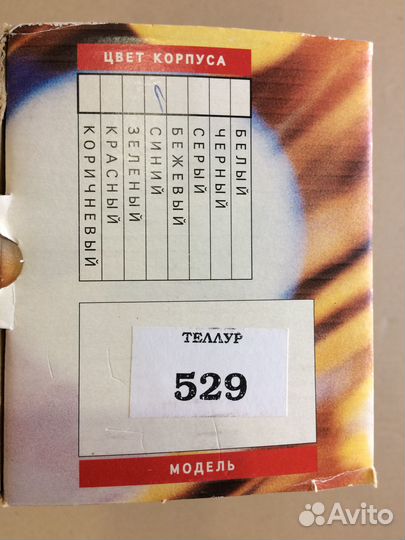 ЦВЕТ КОРПУСА
КОРИЧНЕВЫЙ
КРАСНЫЙ
ЗЕЛЕНЫЙ
СИНИЙ
БЕЖЕВЫЙ
СЕРЫЙ
ЧЕРНЫЙ
БЕЛЫЙ
ТЕЛЛУР
529
МОДЕЛЬ
Avito